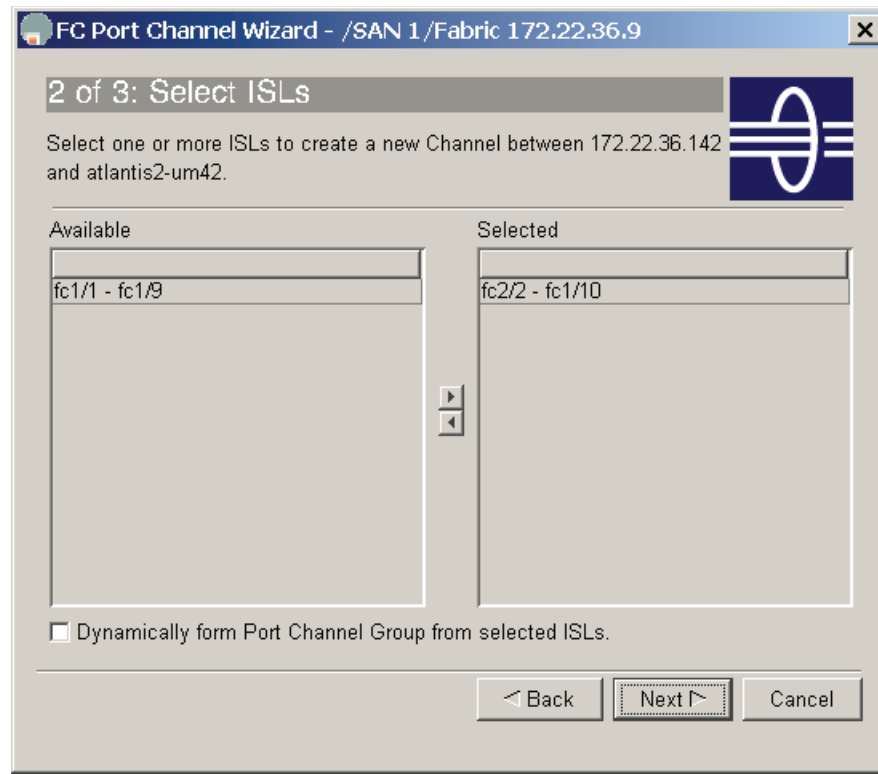 FC Port Channel Wizard - /SAN 1/Fabric 172.22.36.9
2 of 3: Select ISLs
Select one or more ISLs to create a new Channel between 172.22.36.142
and atlantis2-um42.
Available
Selected
fc1/1 - fc1/9
fc2/2 - fc1/10
Dynamically form Port Channel Group from selected ISLs.
Back
Next
Cancel